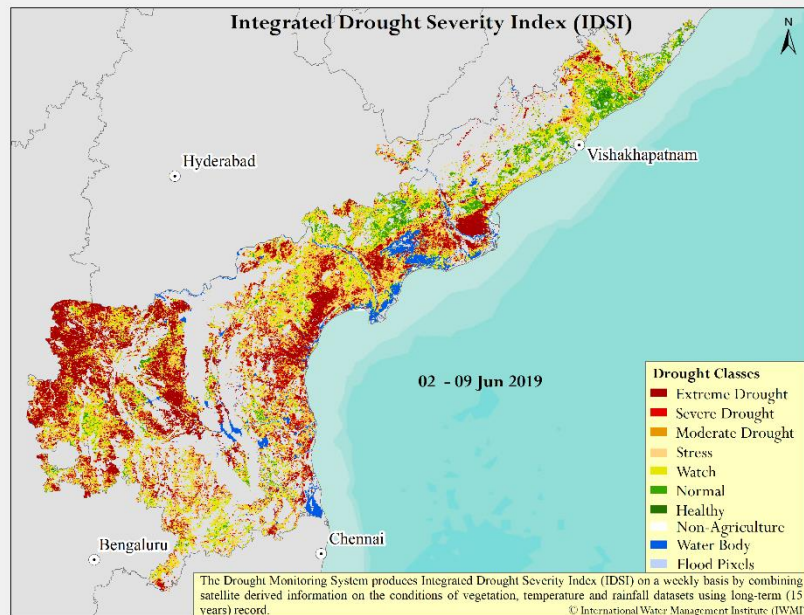 Integrated Drought Severity Index (IDSI)
N
Hyderabad
Vishakhapatnam
02 - 09 Jun 2019
Drought Classes
Extreme Drought
Severe Drought
Moderate Drought
Stress
Watch
Normal
Healthy
Non-Agriculture
Water Body
Flood Pixels
Bengaluru
Chennai
The Drought Monitoring System produces Integrated Drought Severity Index (IDSI) on a weekly basis by combining
satellite derived information on the conditions of vegetation, temperature and rainfall datasets using long-term (15
years) record.
© International Water Management Institute (IWMI